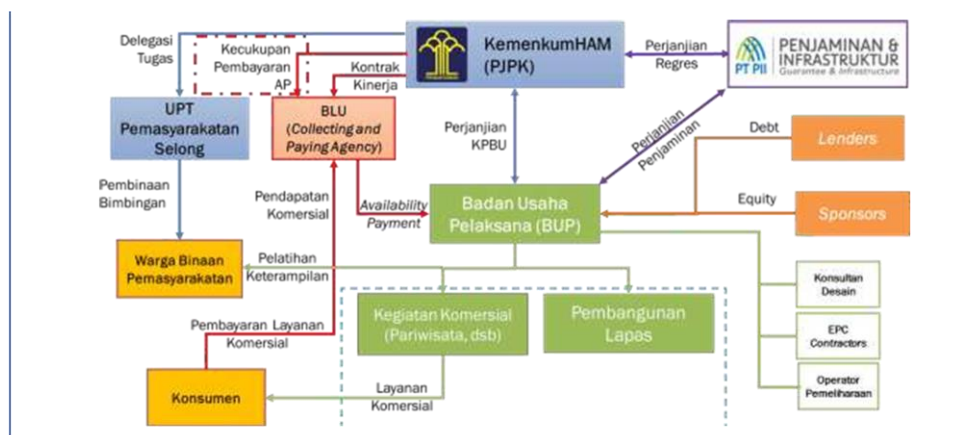 Delegasi
Tugas
Kecukupan
Pembayaran
AP
Kontrak
Kinerja
KemenkumHAM
(PJPK)
Perjanjian
Regres
PT PII
PENJAMINAN &
INFRASTRUKTUR
Guarantee & Infrastructure
UPT
Pemasyarakatan
Selong
BLU
(Collecting and
Paying Agency)
Perjanjian
KPBU
Perjanjian
Penjaminan
Debt
Lenders
Pembinaan
Bimbingan
Pendapatan
Komersial
Availability
Payment
Badan Usaha
Pelaksana (BUP)
Equity
Sponsors
Warga Binaan
Pemasyarakatan
Pelatihan
Keterampilan
Konsultan
Desain
Kegiatan Komersial
(Pariwisata, dsb)
Pembangunan
Lapas
EPC
Contractors
Pembayaran Layanan
Komersial
Operator
Pemeliharaan
Konsumen
Layanan
Komersial